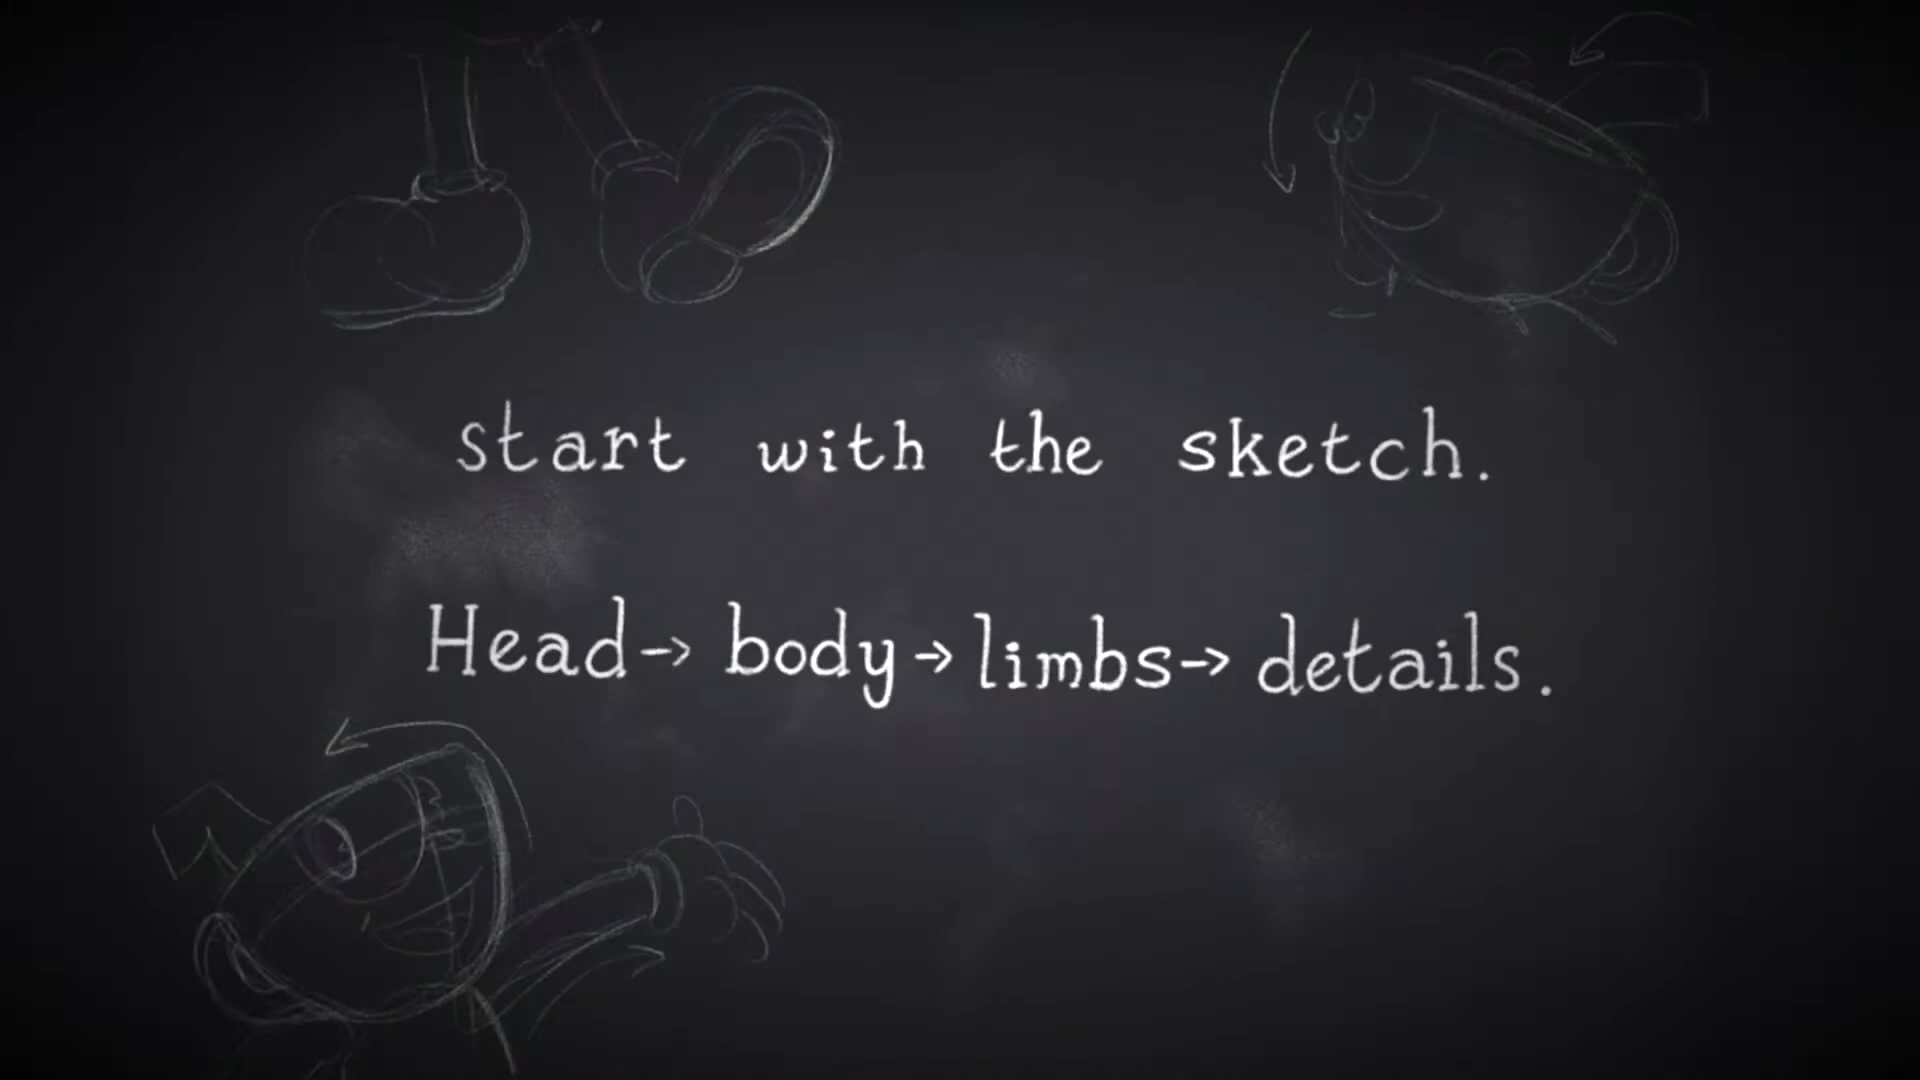 start with the sketch.
Head→ body→ limbs→ details.